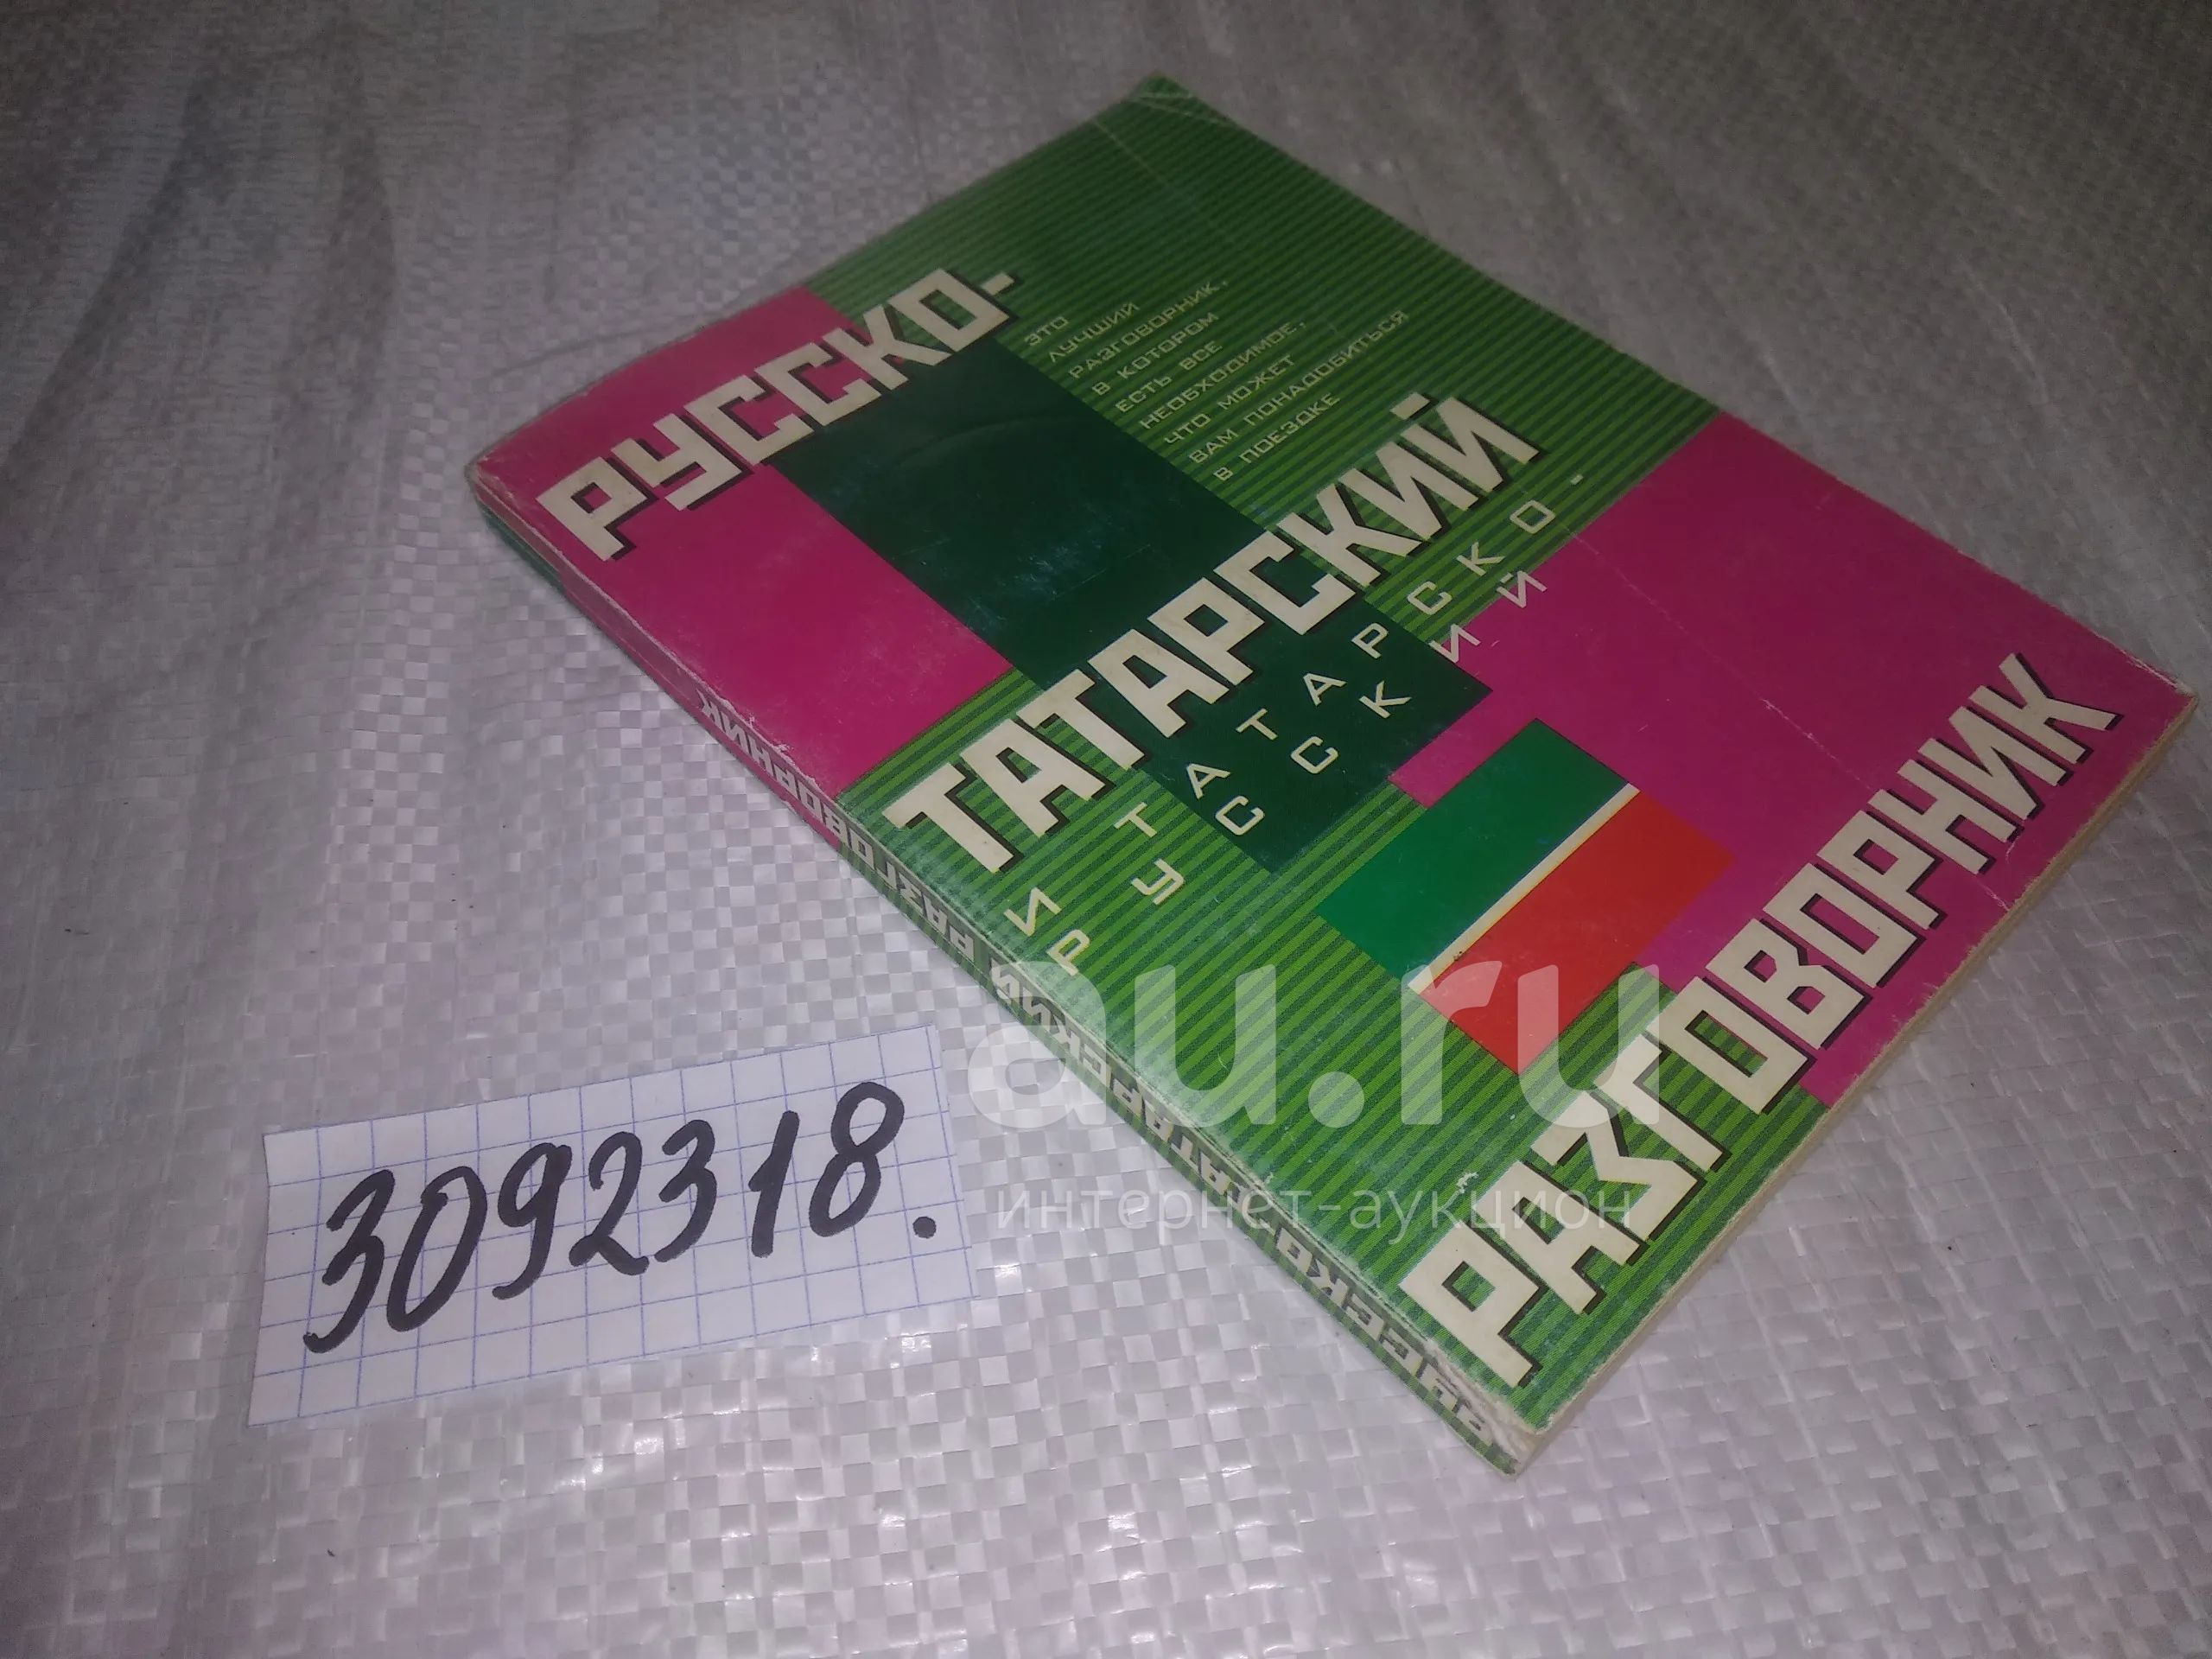 РУССКО-
ЭТО
ЛУЧШИЙ
РАЗГОВОРНИК,
В КОТОРОМ
ЕСТЬ ВСЕ
НЕОБХОДИМОЕ,
ЧТО МОЖЕТ
ВАМ ПОНАДОБИТЬСЯ
В ПОЕЗДКЕ
ТАТАРСКИЙ
И ТАТАРСКО-
РУССКИЙ
РАЗГОВОРНИК
РУССКО-ТАТАРСКИЙ РАЗГОВОРНИК
3092318.
au.ru
интернет-аукцион